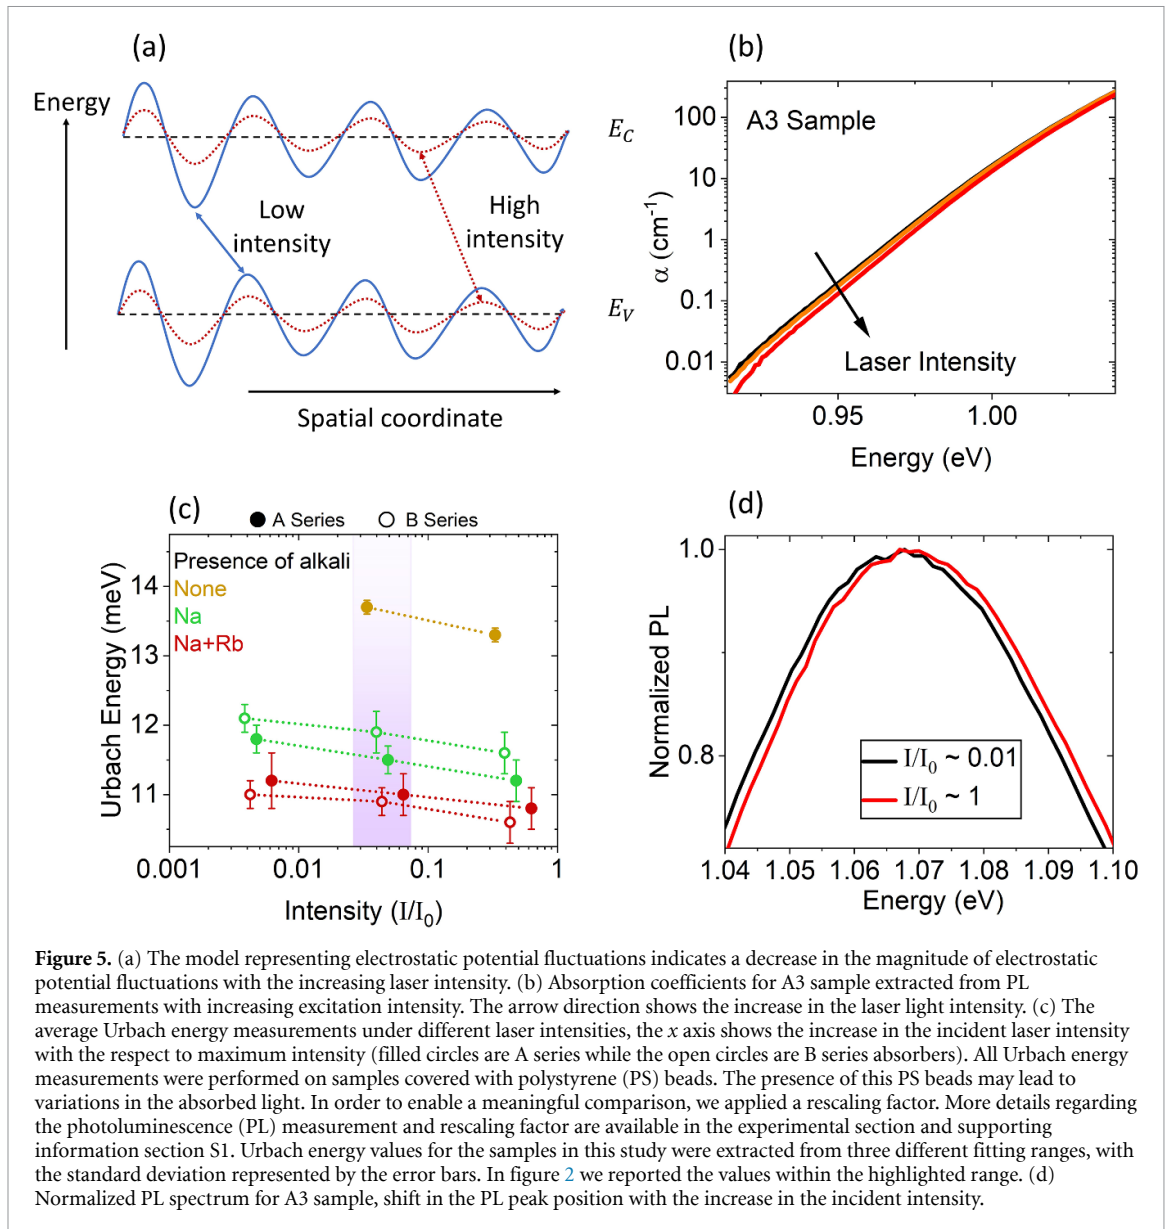 (a)
Energy
E_C
Low
intensity
High
intensity
E_V
Spatial coordinate
(b)
A3 Sample
100
10
1
0.1
0.01
α (cm⁻¹)
Laser Intensity
0.95
1.00
Energy (eV)
(c)
A Series
B Series
Presence of alkali
None
Na
Na+Rb
14
13
12
11
Urbach Energy (meV)
0.001
0.01
0.1
1
Intensity (I/I₀)
(d)
1.0
0.8
Normalized PL
I/I₀ ~ 0.01
I/I₀ ~ 1
1.04
1.05
1.06
1.07
1.08
1.09
1.10
Energy (eV)
Figure 5. (a) The model representing electrostatic potential fluctuations indicates a decrease in the magnitude of electrostatic
potential fluctuations with the increasing laser intensity. (b) Absorption coefficients for A3 sample extracted from PL
measurements with increasing excitation intensity. The arrow direction shows the increase in the laser light intensity. (c) The
average Urbach energy measurements under different laser intensities, the x axis shows the increase in the incident laser intensity
with the respect to maximum intensity (filled circles are A series while the open circles are B series absorbers). All Urbach energy
measurements were performed on samples covered with polystyrene (PS) beads. The presence of this PS beads may lead to
variations in the absorbed light. In order to enable a meaningful comparison, we applied a rescaling factor. More details regarding
the photoluminescence (PL) measurement and rescaling factor are available in the experimental section and supporting
information section S1. Urbach energy values for the samples in this study were extracted from three different fitting ranges, with
the standard deviation represented by the error bars. In figure 2 we reported the values within the highlighted range. (d)
Normalized PL spectrum for A3 sample, shift in the PL peak position with the increase in the incident intensity.